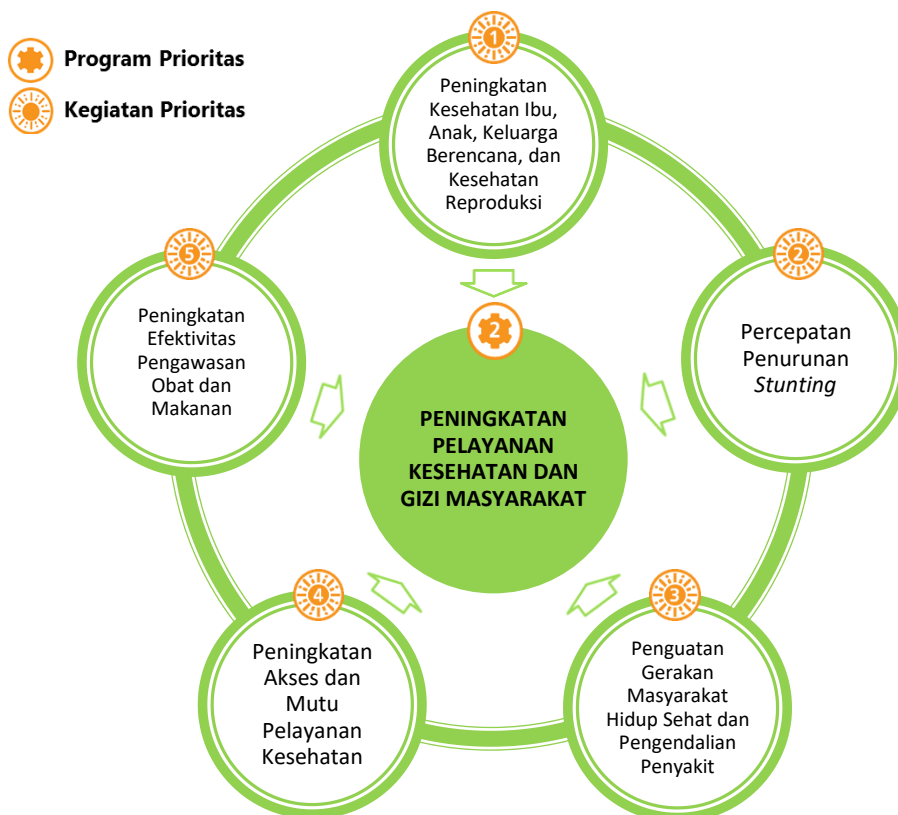 Program Prioritas
Kegiatan Prioritas
1
Peningkatan
Kesehatan Ibu,
Anak, Keluarga
Berencana, dan
Kesehatan
Reproduksi
2
Percepatan
Penurunan
Stunting
3
Penguatan
Gerakan
Masyarakat
Hidup Sehat dan
Pengendalian
Penyakit
4
Peningkatan
Akses dan
Mutu
Pelayanan
Kesehatan
5
Peningkatan
Efektivitas
Pengawasan
Obat dan
Makanan
2
PENINGKATAN
PELAYANAN
KESEHATAN DAN
GIZI MASYARAKAT